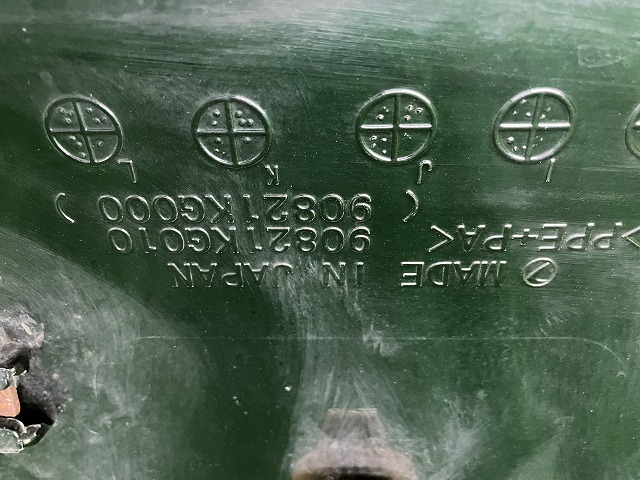 MADE IN JAPAN
>PPE+PA< 90821KG010
( 90821KG000 )
I J K L